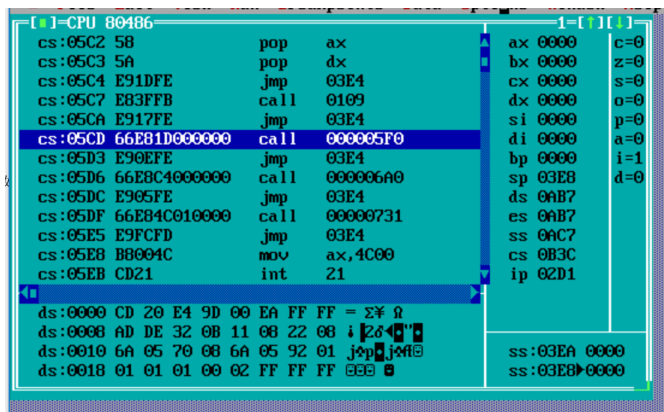 [■]=CPU 80486 1=[↑][↓]
cs:05C2 58 pop ax
cs:05C3 5A pop dx
cs:05C4 E91DFE jmp 03E4
cs:05C7 E83FFB call 0109
cs:05CA E917FE jmp 03E4
cs:05CD 66E81D000000 call 000005F0
cs:05D3 E90EFE jmp 03E4
cs:05D6 66E8C4000000 call 000006A0
cs:05DC E905FE jmp 03E4
cs:05DF 66E84C010000 call 00000731
cs:05E5 E9FCFD jmp 03E4
cs:05E8 B8004C mov ax,4C00
cs:05EB CD21 int 21
ax 0000 c=0
bx 0000 z=0
cx 0000 s=0
dx 0000 o=0
si 0000 p=0
di 0000 a=0
bp 0000 i=1
sp 03E8 d=0
ds 0AB7
es 0AB7
ss 0AC7
cs 0B3C
ip 02D1
ds:0000 CD 20 E4 9D 00 EA FF FF = Σ¥ Ω
ds:0008 AD DE 32 0B 11 08 22 08
ds:0010 6A 05 70 08 6A 05 92 01
ds:0018 01 01 01 00 02 FF FF FF
ss:03EA 0000
ss:03E8▶0000